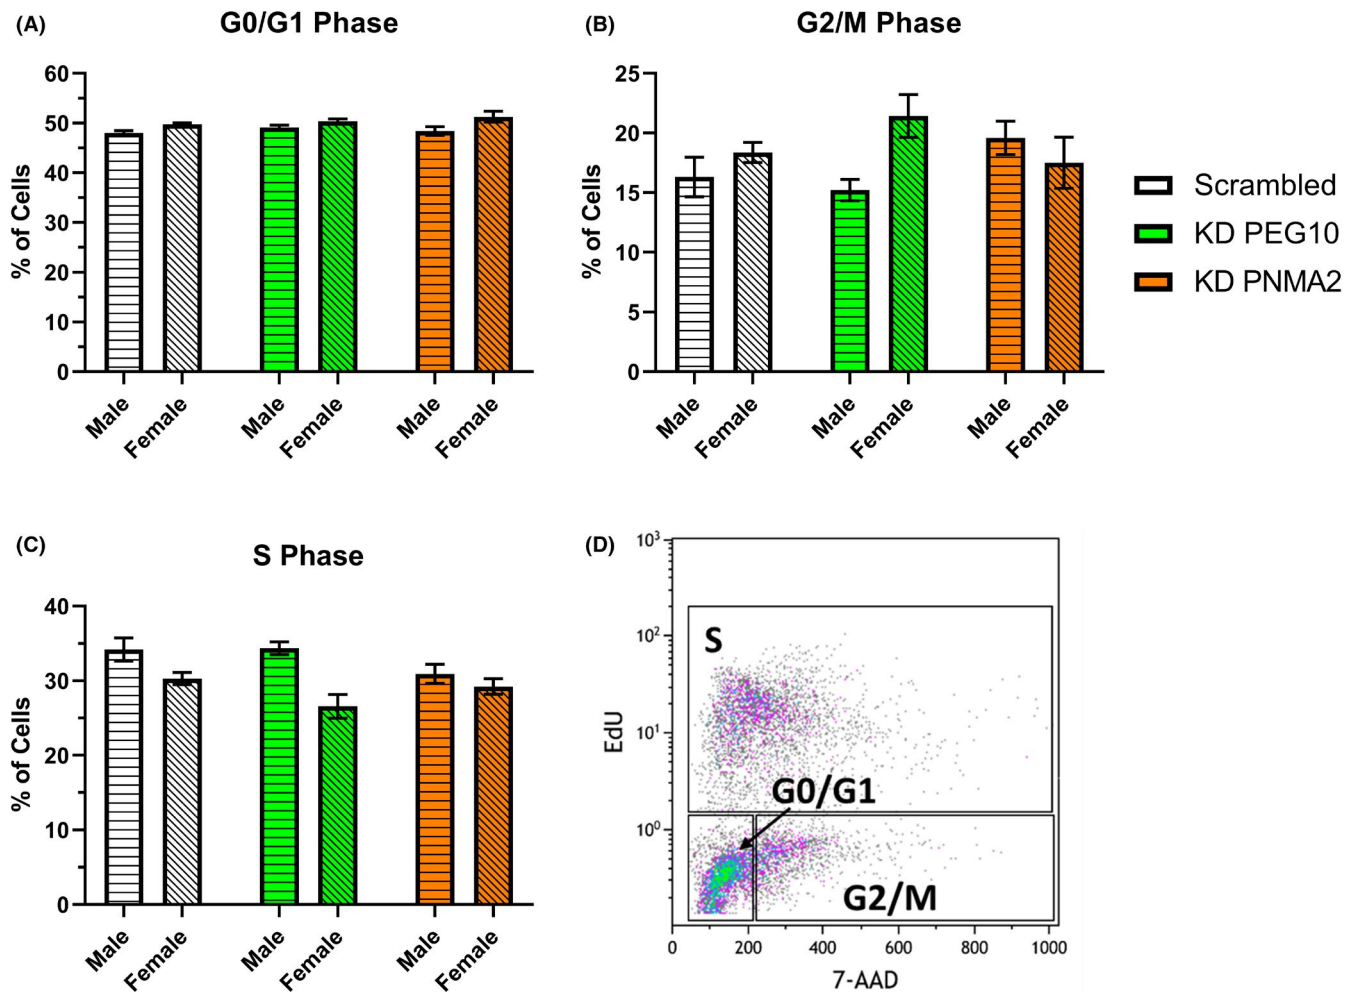 (A)
G0/G1 Phase
60
50
40
30
20
10
0
% of Cells
Male
Female
Male
Female
Male
Female
(B)
G2/M Phase
25
20
15
10
5
0
% of Cells
Male
Female
Male
Female
Male
Female
Scrambled
KD PEG10
KD PNMA2
(C)
S Phase
40
30
20
10
0
% of Cells
Male
Female
Male
Female
Male
Female
(D)
10³
10²
10¹
10⁰
EdU
S
G0/G1
G2/M
0 200 400 600 800 1000
7-AAD